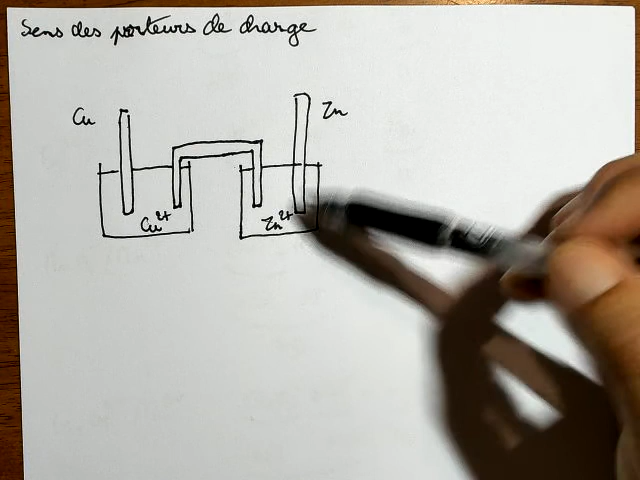 Sens des porteurs de charge
Cu
Zn
Cu²⁺
Zn²⁺